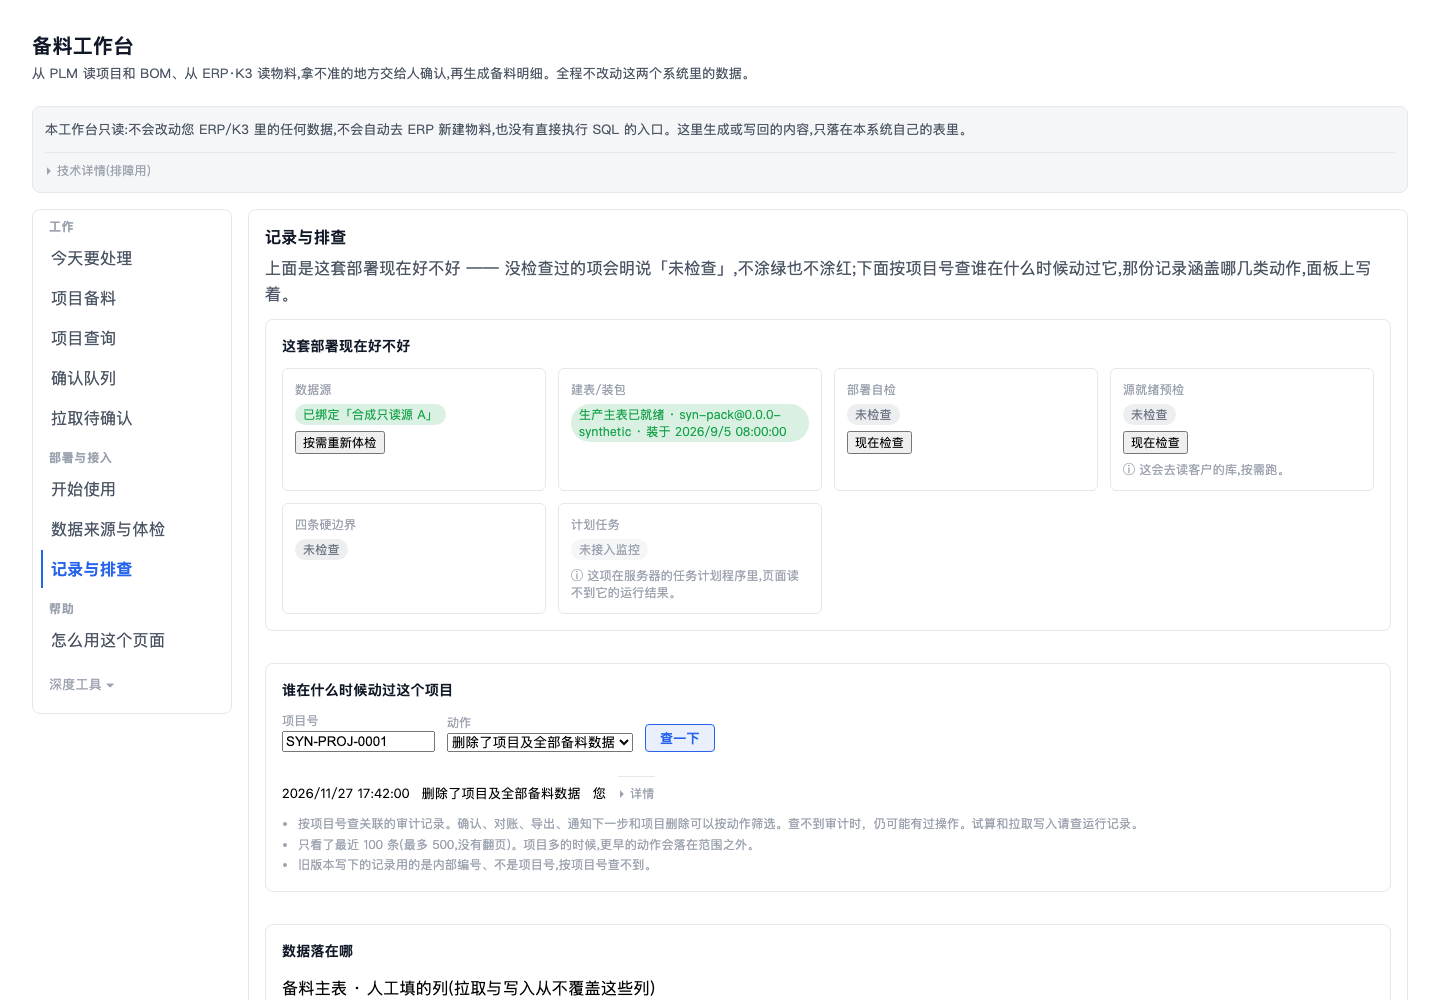 备料工作台
从 PLM 读项目和 BOM、从 ERP·K3 读物料,拿不准的地方交给人确认,再生成备料明细。全程不改动这两个系统里的数据。
本工作台只读:不会改动您 ERP/K3 里的任何数据,不会自动去 ERP 新建物料,也没有直接执行 SQL 的入口。这里生成或写回的内容,只落在本系统自己的表里。
技术详情(排障用)
工作
今天要处理
项目备料
项目查询
确认队列
拉取待确认
部署与接入
开始使用
数据来源与体检
记录与排查
帮助
怎么用这个页面
深度工具
记录与排查
上面是这套部署现在好不好 —— 没检查过的项会明说「未检查」,不涂绿也不涂红;下面按项目号查谁在什么时候动过它,那份记录涵盖哪几类动作,面板上写
着。
这套部署现在好不好
数据源
已绑定「合成只读源 A」
按需重新体检
建表/装包
生产主表已就绪 · syn-pack@0.0.0-
synthetic · 装于 2026/9/5 08:00:00
部署自检
未检查
现在检查
源就绪预检
未检查
现在检查
ⓘ 这会去读客户的库,按需跑。
四条硬边界
未检查
计划任务
未接入监控
ⓘ 这项在服务器的任务计划程序里,页面读
不到它的运行结果。
谁在什么时候动过这个项目
项目号
SYN-PROJ-0001
动作
删除了项目及全部备料数据
查一下
2026/11/27 17:42:00 删除了项目及全部备料数据 您 详情
• 按项目号查关联的审计记录。确认、对账、导出、通知下一步和项目删除可以按动作筛选。查不到审计时，仍可能有过操作。试算和拉取写入请查运行记录。
• 只看了最近 100 条(最多 500,没有翻页)。项目多的时候,更早的动作会落在范围之外。
• 旧版本写下的记录用的是内部编号、不是项目号,按项目号查不到。
数据落在哪
备料主表 · 人工填的列(拉取与写入从不覆盖这些列)